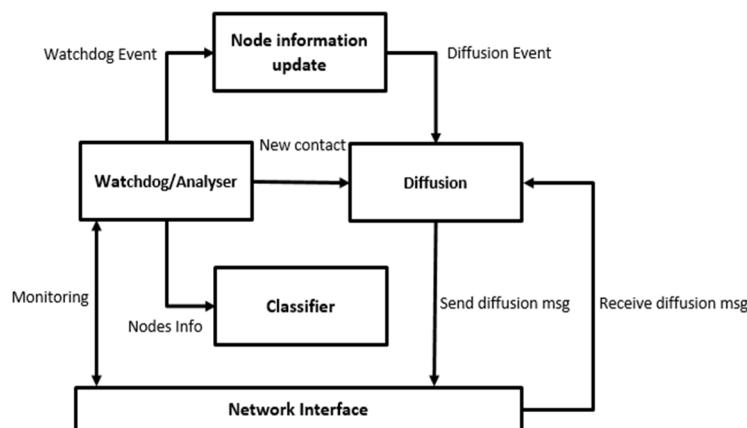 Node information
update
Watchdog Event
Diffusion Event
New contact
Watchdog/Analyser
Diffusion
Monitoring
Classifier
Send diffusion msg
Receive diffusion msg
Nodes Info
Network Interface